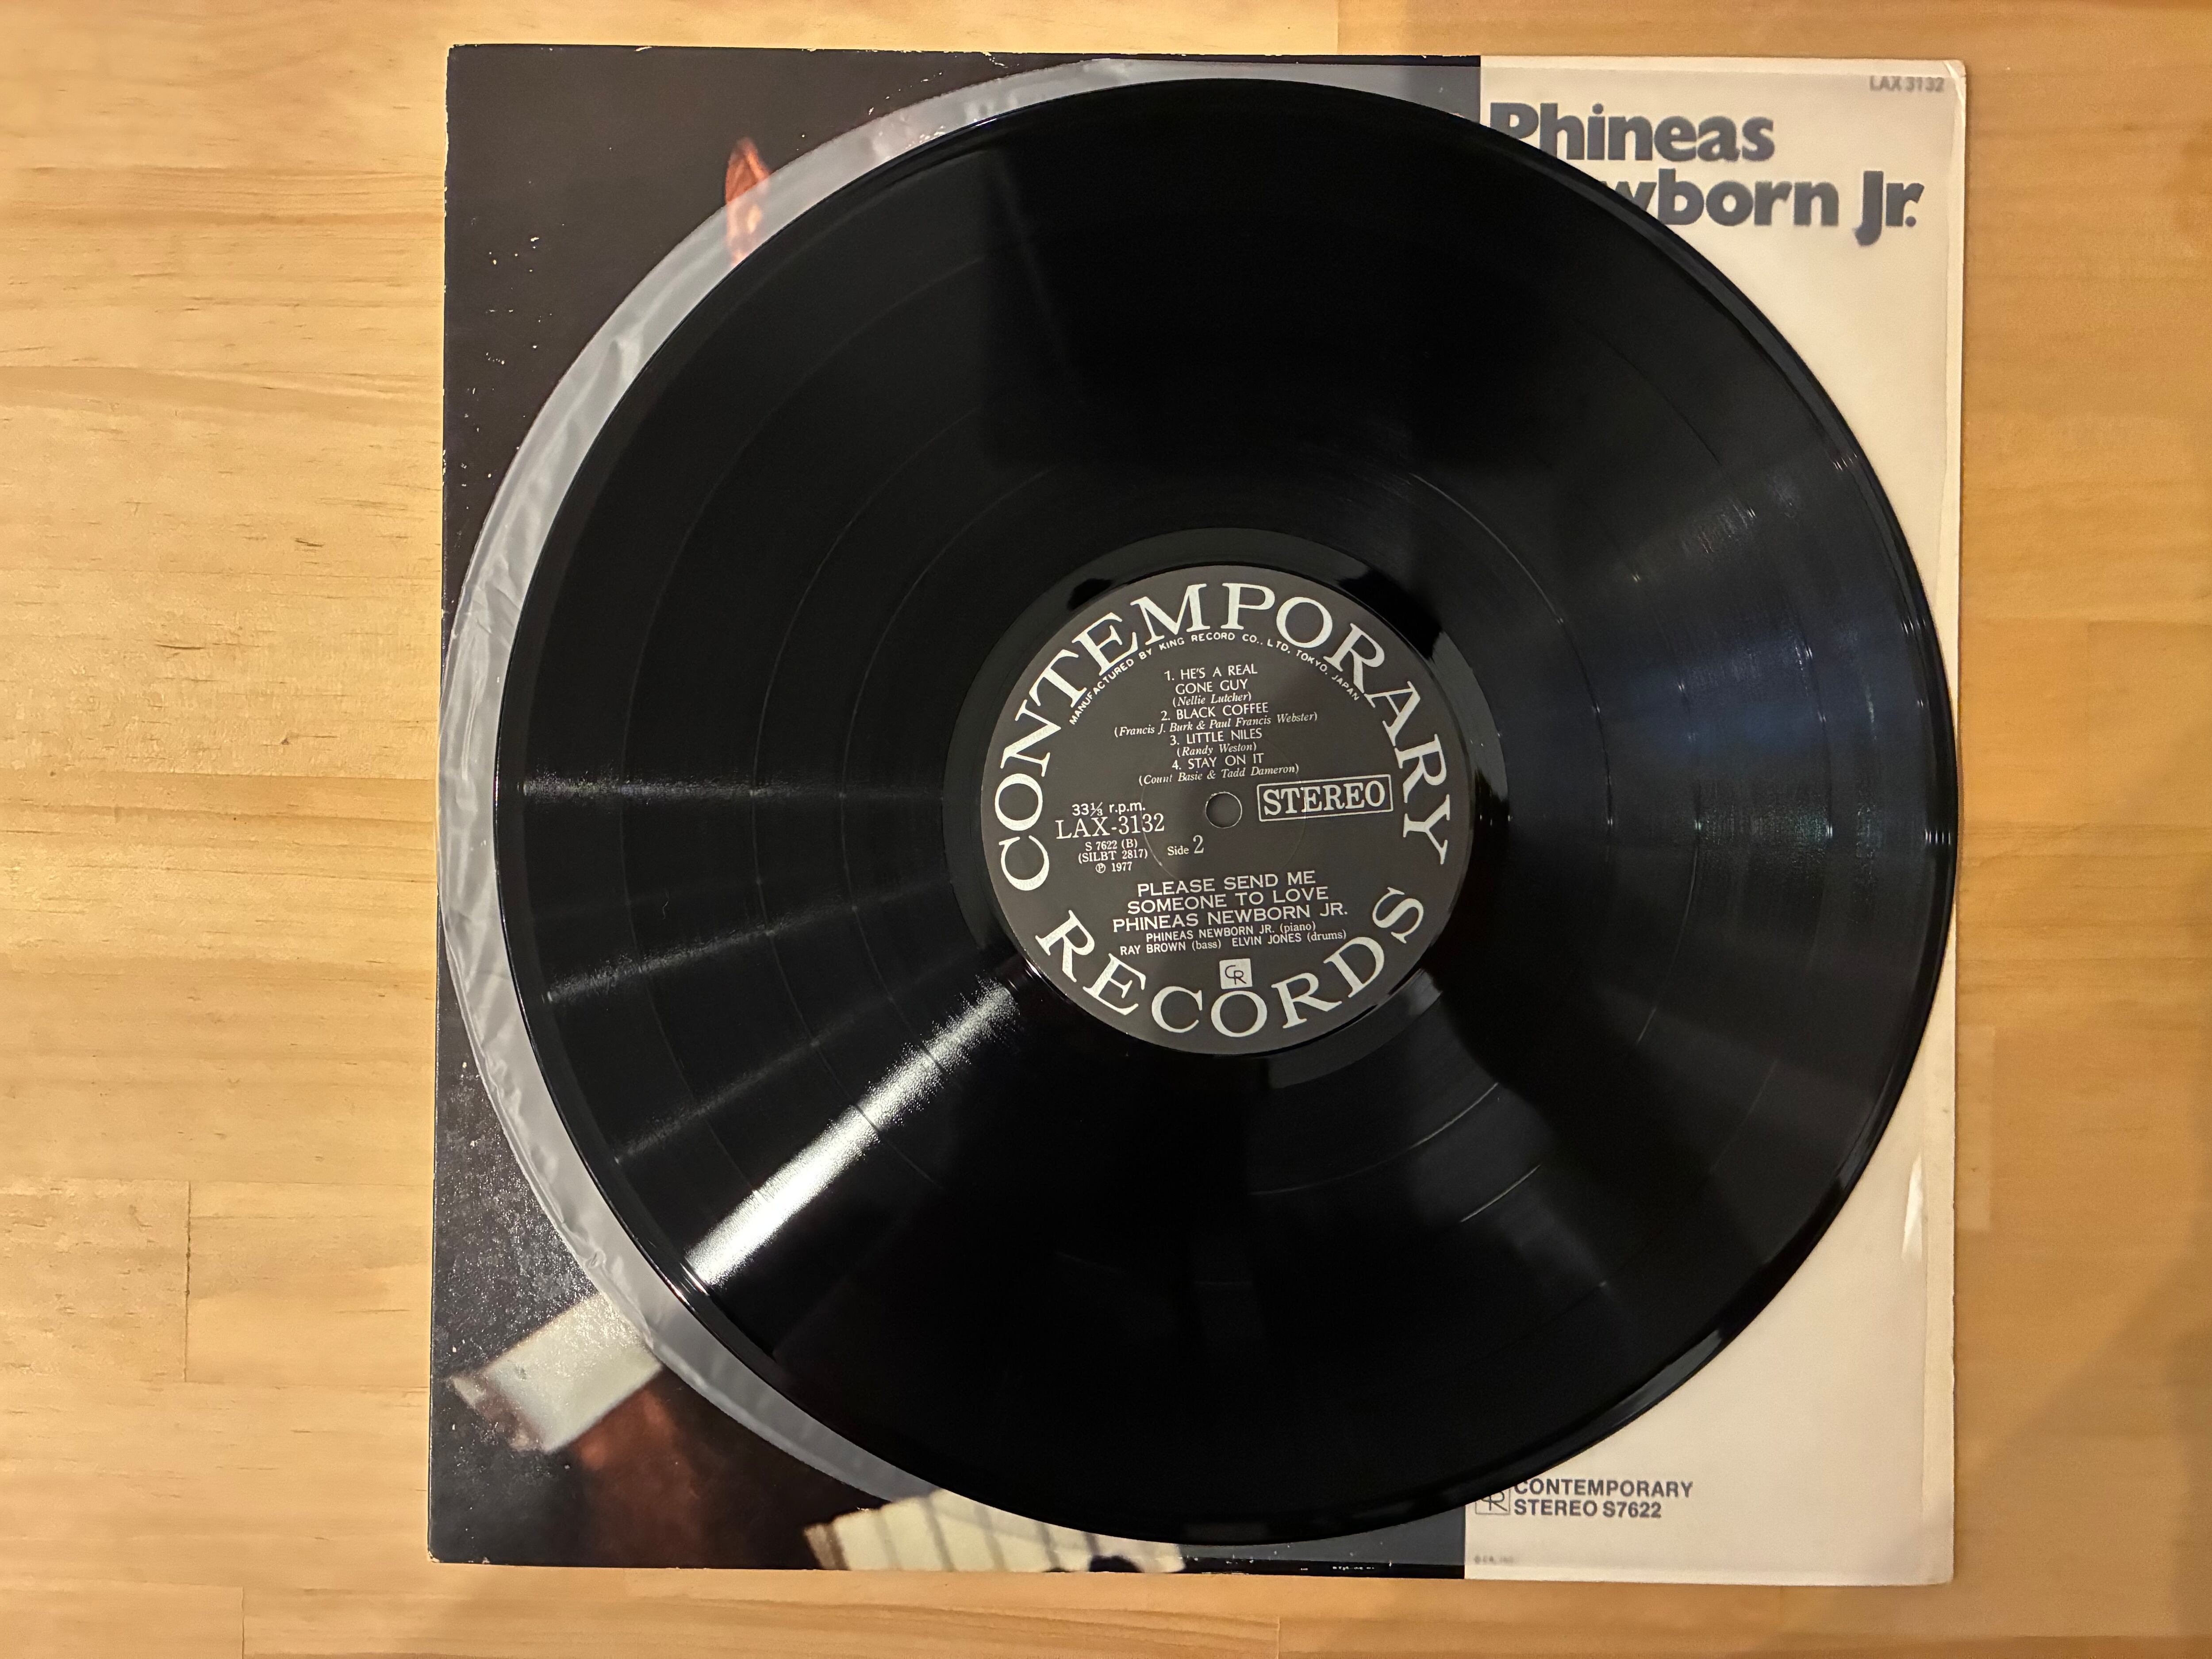 LAX 3132
Phineas
wborn Jr.
CONTEMPORARY
MANUFACTURED BY KING RECORD CO., LTD. TOKYO, JAPAN
1. HE'S A REAL
GONE GUY
(Nellie Lutcher)
2. BLACK COFFEE
(Francis J. Burk & Paul Francis Webster)
3. LITTLE NILES
(Randy Weston)
4. STAY ON IT
(Count Basie & Tadd Dameron)
STEREO
33⅓ r.p.m.
LAX-3132
S 7622 (B)
(SILBT 2817)
℗ 1977
Side 2
PLEASE SEND ME
SOMEONE TO LOVE
PHINEAS NEWBORN JR.
PHINEAS NEWBORN JR. (piano)
RAY BROWN (bass) ELVIN JONES (drums)
CR
RECORDS
CR CONTEMPORARY
STEREO S7622